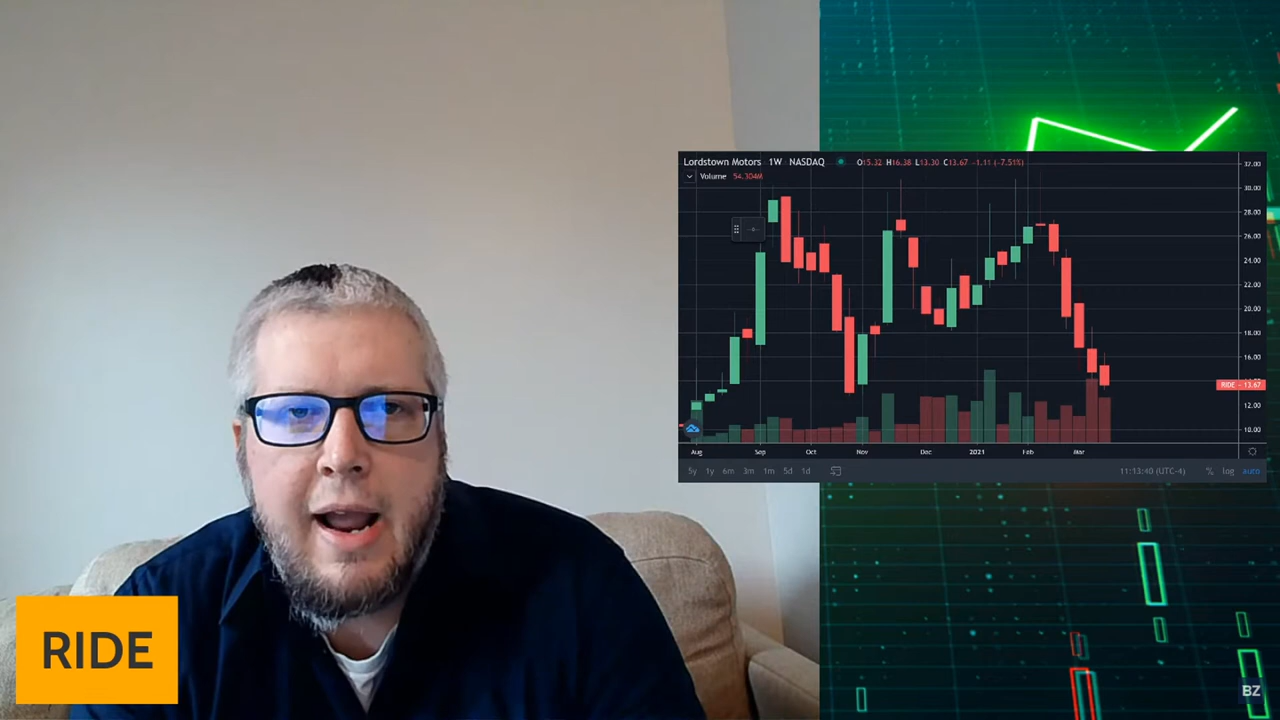 Lordstown Motors 1W NASDAQ O15.32 H16.38 L13.30 C13.67 -1.11 (-7.51%)
Volume 54.304M
32.00
30.00
28.00
26.00
24.00
22.00
20.00
18.00
16.00
RIDE 13.67
12.00
10.00
Aug Sep Oct Nov Dec 2021 Feb Mar
5y 1y 6m 3m 1m 5d 1d 11:13:40 (UTC-4) % log auto
RIDE
BZ